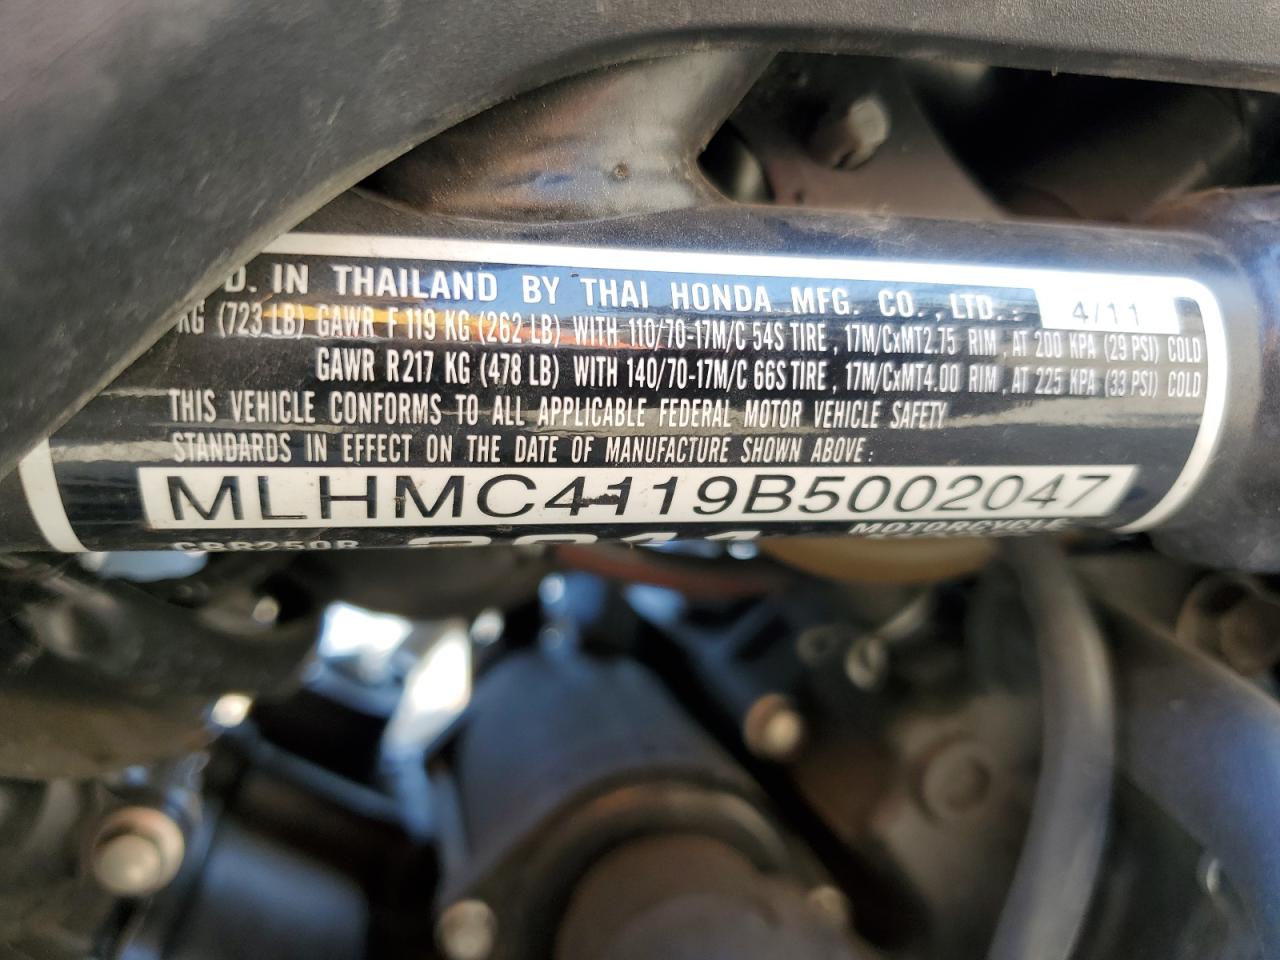 D. IN THAILAND BY THAI HONDA MFG. CO., LTD.: 4/11
KG (723 LB) GAWR F 119 KG (262 LB) WITH 110/70-17M/C 54S TIRE, 17M/CxMT2.75 RIM, AT 200 KPA (29 PSI) COLD
GAWR R217 KG (478 LB) WITH 140/70-17M/C 66S TIRE, 17M/CxMT4.00 RIM, AT 225 KPA (33 PSI) COLD
THIS VEHICLE CONFORMS TO ALL APPLICABLE FEDERAL MOTOR VEHICLE SAFETY
STANDARDS IN EFFECT ON THE DATE OF MANUFACTURE SHOWN ABOVE:
MLHMC4119B5002047
CBR250R 2011 MOTORCYCLE